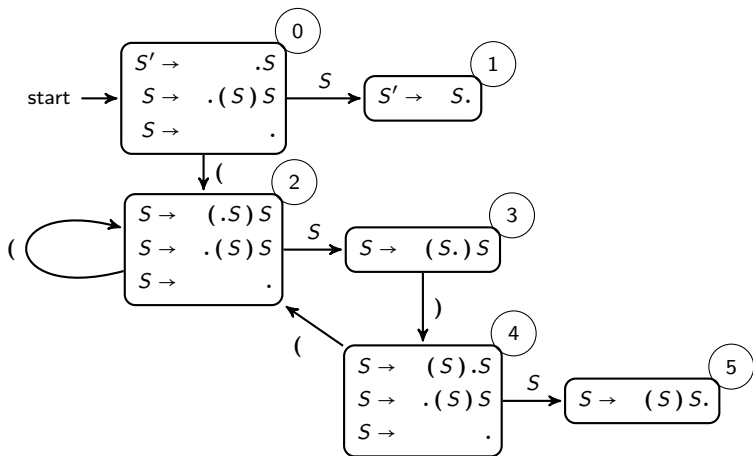 0
S′ → .S
S → .(S)S
S → .
start
S
1
S′ → S.
(
2
S → (.S)S
S → .(S)S
S → .
(
S
3
S → (S.)S
)
(
4
S → (S).S
S → .(S)S
S → .
S
5
S → (S)S.